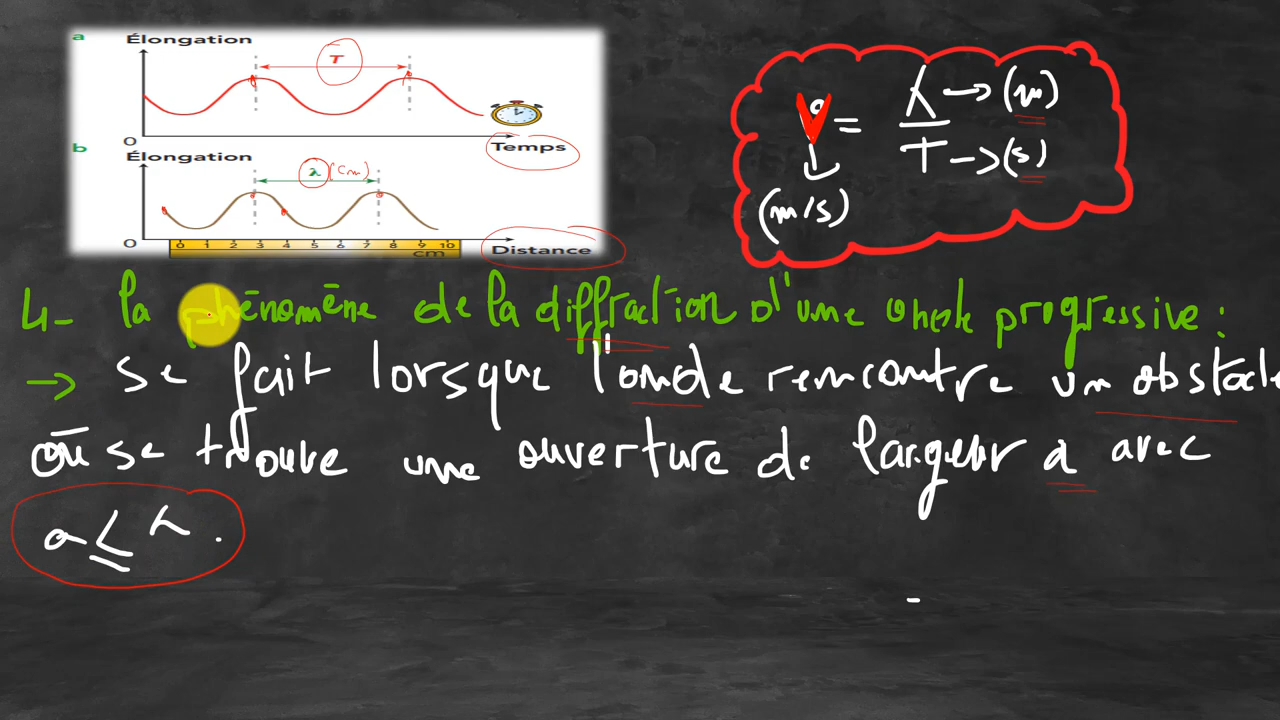 a
Élongation
T
0
Temps
b
Élongation
λ (cm)
0
0 1 2 3 4 5 6 7 8 9 10
cm
Distance
V = λ/T
→ (m)
→ (s)
(m/s)
4- la phénomène de la diffraction d'une onde progressive :
→ se fait lorsque l'onde rencontre un obstacle
où se trouve une ouverture de largeur a avec
a ≤ λ.